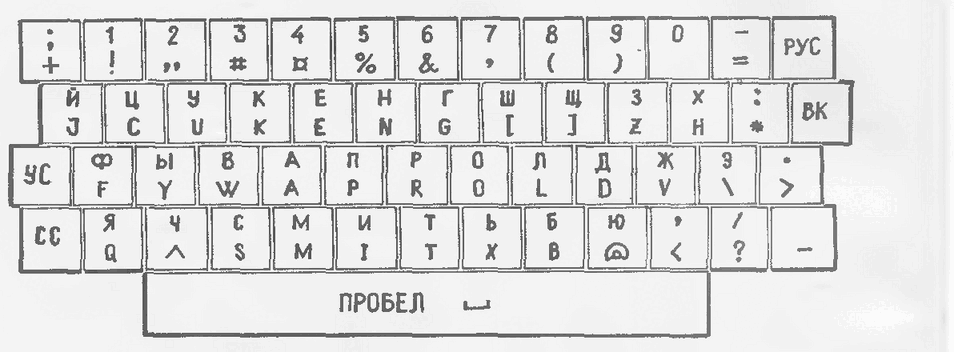 ; 1 2 3 4 5 6 7 8 9 0 - РУС
+ ! ,, # ¤ % & ' ( ) =
Й Ц У К Е Н Г Ш Щ З Х : ВК
J C U K E N G [ ] Z H *
УС Ф Ы В А П Р О Л Д Ж Э .
F Y W A P R O L D V \ >
СС Я Ч С М И Т Ь Б Ю , /
Q ^ S M I T X B @ < ? _
ПРОБЕЛ ⎵